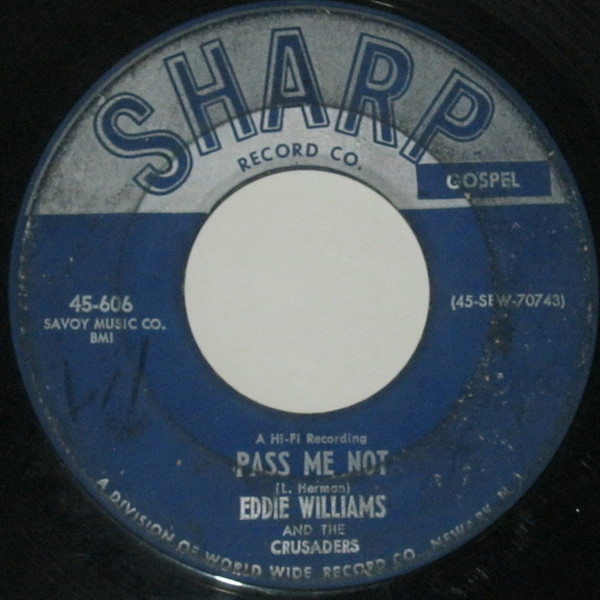 SHARP
RECORD CO.
GOSPEL
45-606
SAVOY MUSIC CO.
BMI
(45-SEW-70743)
A Hi-Fi Recording
PASS ME NOT
(L. Herman)
EDDIE WILLIAMS
AND THE
CRUSADERS
A DIVISION OF WORLD WIDE RECORD CO., NEWARK, N.J.